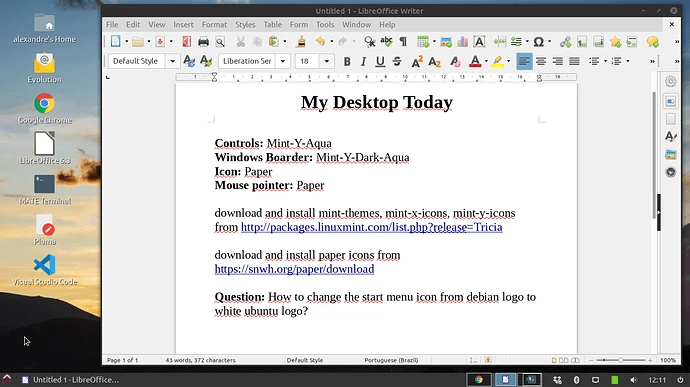 Untitled 1 - LibreOffice Writer
File Edit View Insert Format Styles Table Form Tools Window Help
Default Style Liberation Ser 18
alexandre's Home
Evolution
Google Chrome
LibreOffice 6.3
MATE Terminal
Pluma
Visual Studio Code
My Desktop Today
Controls: Mint-Y-Aqua
Windows Boarder: Mint-Y-Dark-Aqua
Icon: Paper
Mouse pointer: Paper
download and install mint-themes, mint-x-icons, mint-y-icons
from http://packages.linuxmint.com/list.php?release=Tricia
download and install paper icons from
https://snwh.org/paper/download
Question: How to change the start menu icon from debian logo to
white ubuntu logo?
Page 1 of 1 43 words, 372 characters Default Style Portuguese (Brazil) 100%
Untitled 1 - LibreOffice... 12:11